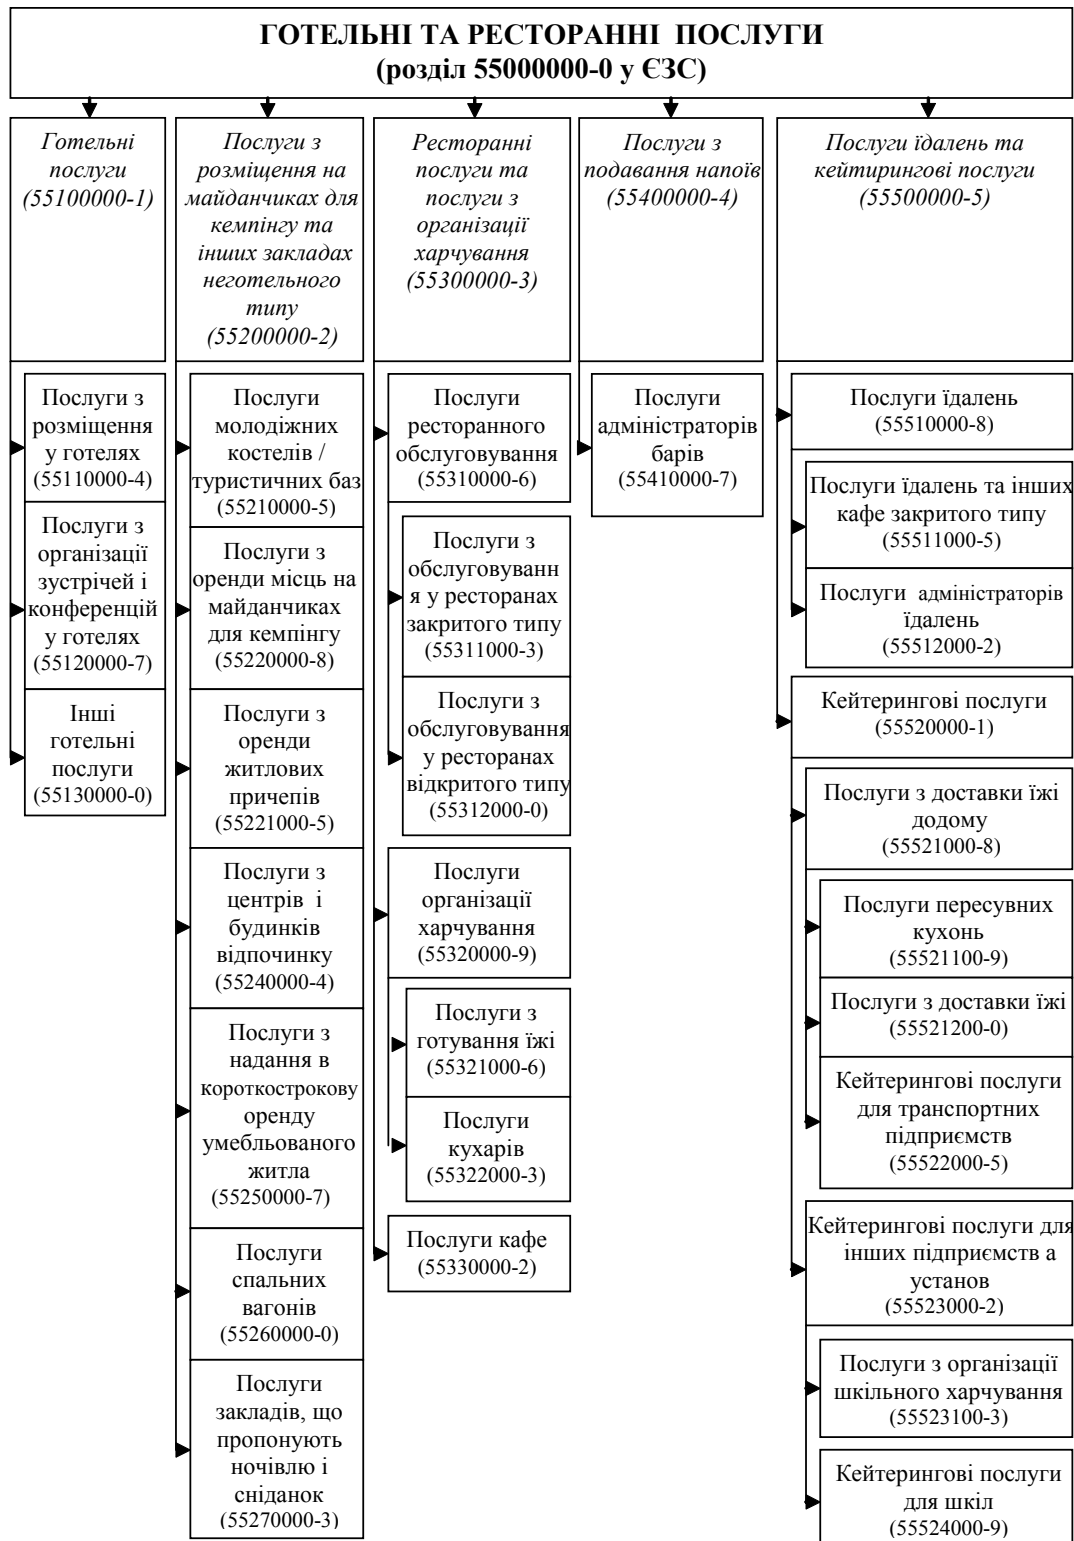 ГОТЕЛЬНІ ТА РЕСТОРАННІ ПОСЛУГИ
(розділ 55000000-0 у ЄЗС)
Готельні
послуги
(55100000-1)
Послуги з
розміщення на
майданчиках для
кемпінгу та
інших закладах
неготельного
типу
(55200000-2)
Ресторанні
послуги та
послуги з
організації
харчування
(55300000-3)
Послуги з
подавання напоїв
(55400000-4)
Послуги їдалень та
кейтирингові послуги
(55500000-5)
Послуги з
розміщення
у готелях
(55110000-4)
Послуги з
організації
зустрічей і
конференцій
у готелях
(55120000-7)
Інші
готельні
послуги
(55130000-0)
Послуги
молодіжних
костелів /
туристичних баз
(55210000-5)
Послуги з
оренди місць на
майданчиках
для кемпінгу
(55220000-8)
Послуги з
оренди
житлових
причепів
(55221000-5)
Послуги з
центрів і
будинків
відпочинку
(55240000-4)
Послуги з
надання в
короткострокову
оренду
умебльованого
житла
(55250000-7)
Послуги
спальних
вагонів
(55260000-0)
Послуги
закладів, що
пропонують
ночівлю і
сніданок
(55270000-3)
Послуги
ресторанного
обслуговування
(55310000-6)
Послуги з
обслуговуванн
я у ресторанах
закритого типу
(55311000-3)
Послуги з
обслуговування
у ресторанах
відкритого типу
(55312000-0)
Послуги
організації
харчування
(55320000-9)
Послуги з
готування їжі
(55321000-6)
Послуги
кухарів
(55322000-3)
Послуги кафе
(55330000-2)
Послуги
адміністраторів
барів
(55410000-7)
Послуги їдалень
(55510000-8)
Послуги їдалень та інших
кафе закритого типу
(55511000-5)
Послуги адміністраторів
їдалень
(55512000-2)
Кейтерингові послуги
(55520000-1)
Послуги з доставки їжі
додому
(55521000-8)
Послуги пересувних
кухонь
(55521100-9)
Послуги з доставки їжі
(55521200-0)
Кейтерингові послуги
для транспортних
підприємств
(55522000-5)
Кейтерингові послуги для
інших підприємств а
установ
(55523000-2)
Послуги з організації
шкільного харчування
(55523100-3)
Кейтерингові послуги
для шкіл
(55524000-9)